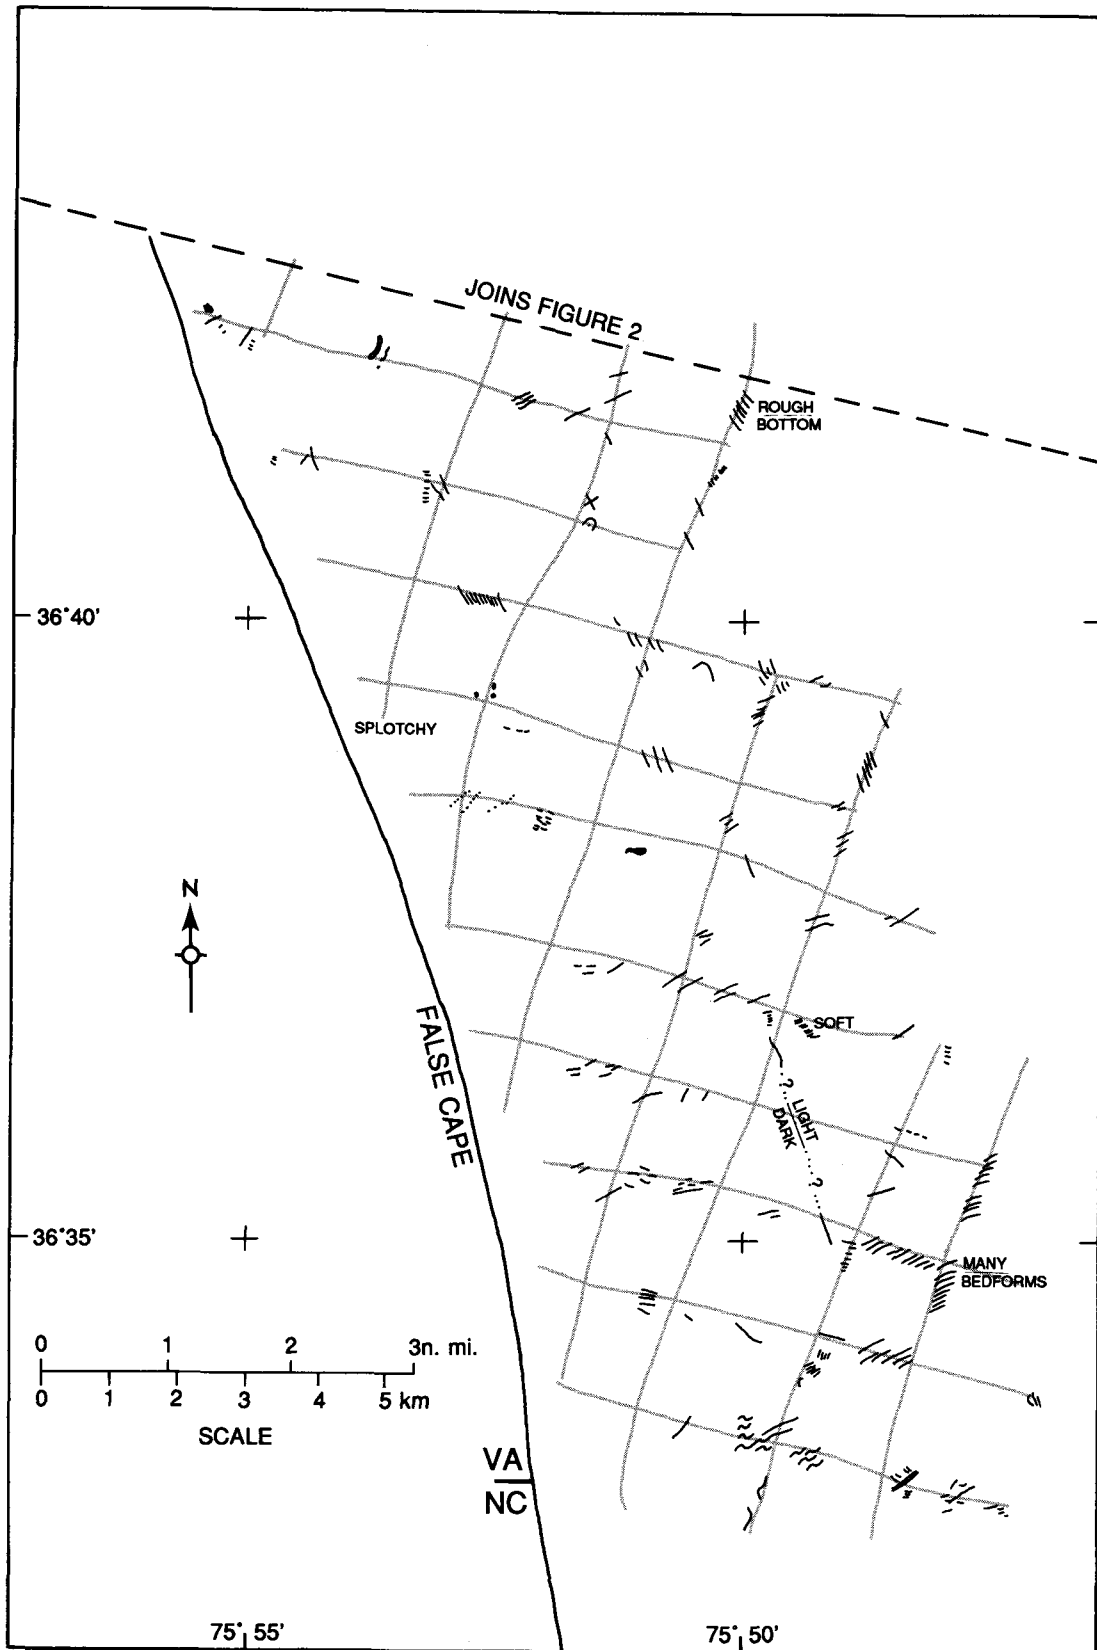 JOINS FIGURE 2
ROUGH
BOTTOM
36°40'
SPLOTCHY
N
FALSE CAPE
SOFT
?
LIGHT
DARK
?
36°35'
MANY
BEDFORMS
0 1 2 3n. mi.
0 1 2 3 4 5 km
SCALE
VA
NC
75° 55'
75° 50'